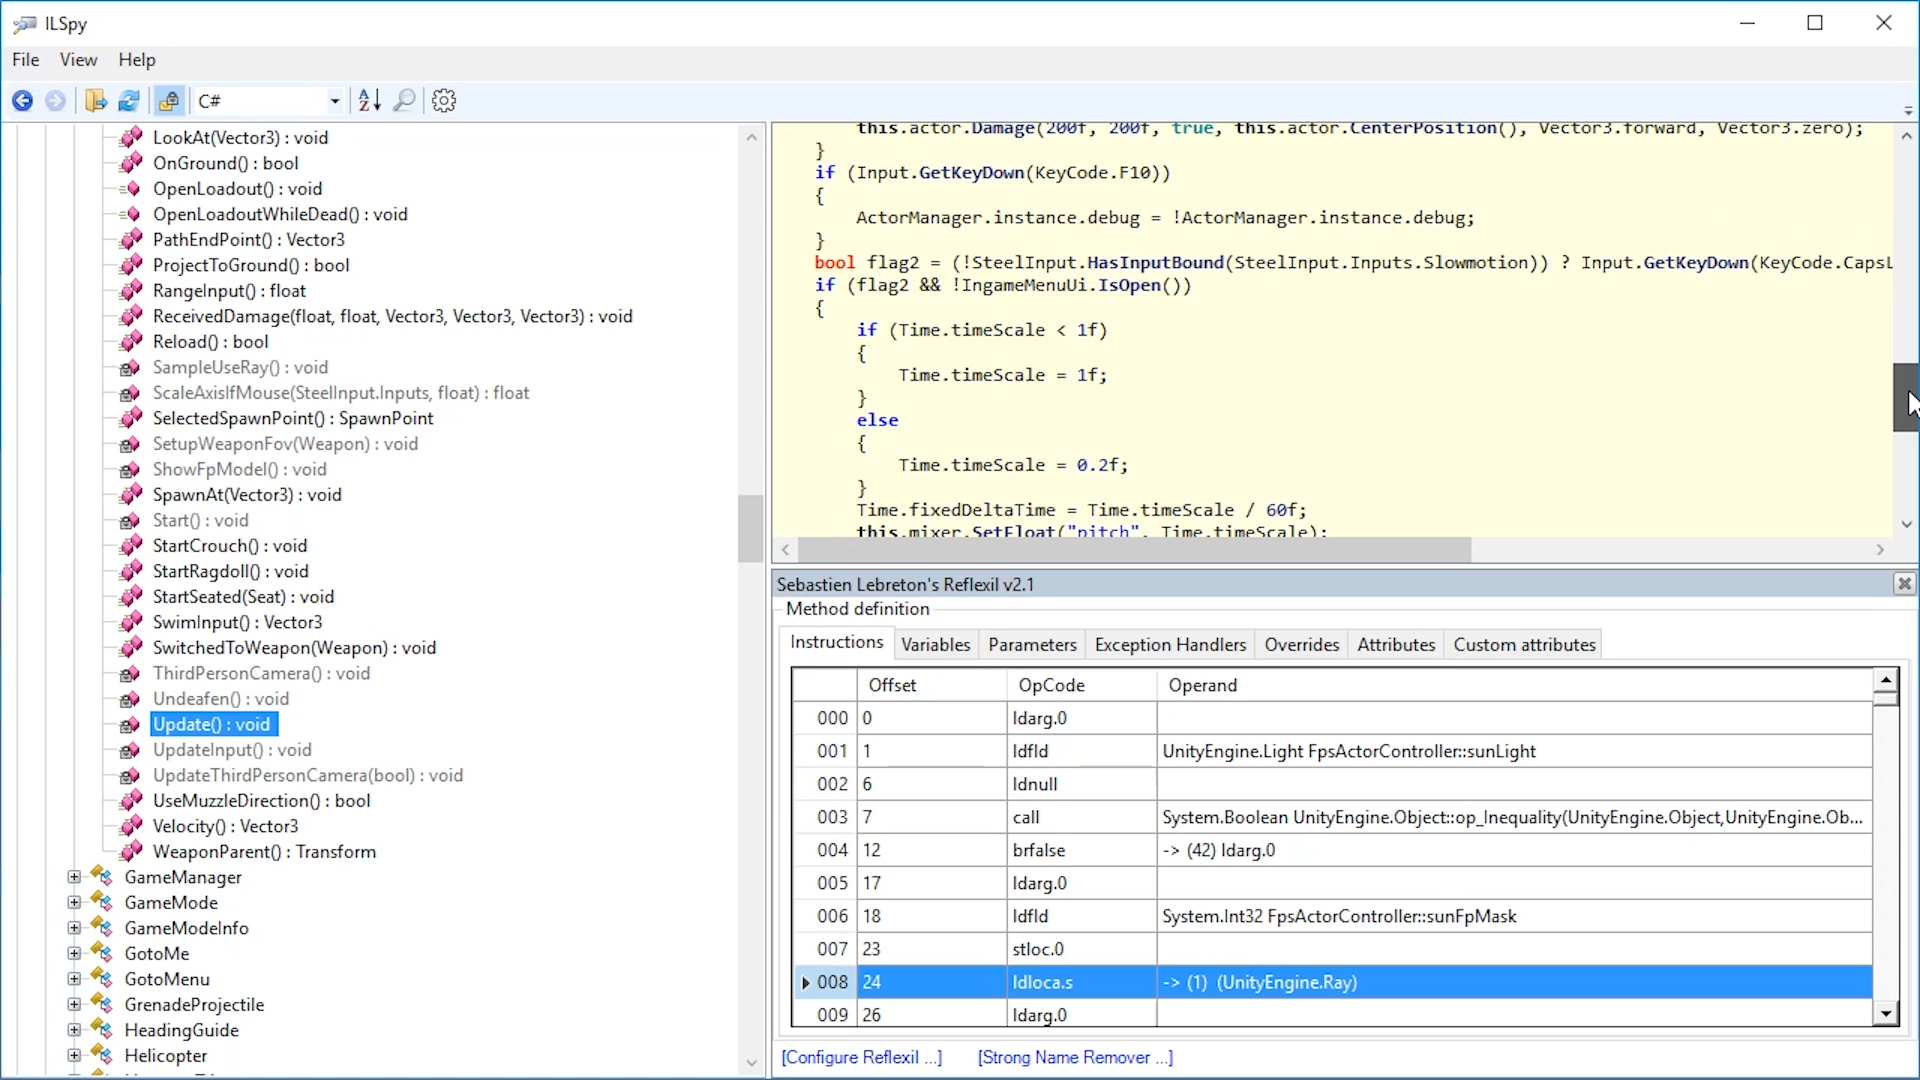 ILSpy
File View Help
C#
LookAt(Vector3) : void
OnGround() : bool
OpenLoadout() : void
OpenLoadoutWhileDead() : void
PathEndPoint() : Vector3
ProjectToGround() : bool
RangeInput() : float
ReceivedDamage(float, float, Vector3, Vector3, Vector3) : void
Reload() : bool
SampleUseRay() : void
ScaleAxisIfMouse(SteelInput.Inputs, float) : float
SelectedSpawnPoint() : SpawnPoint
SetupWeaponFov(Weapon) : void
ShowFpModel() : void
SpawnAt(Vector3) : void
Start() : void
StartCrouch() : void
StartRagdoll() : void
StartSeated(Seat) : void
SwimInput() : Vector3
SwitchedToWeapon(Weapon) : void
ThirdPersonCamera() : void
Undeafen() : void
Update() : void
UpdateInput() : void
UpdateThirdPersonCamera(bool) : void
UseMuzzleDirection() : bool
Velocity() : Vector3
WeaponParent() : Transform
GameManager
GameMode
GameModeInfo
GotoMe
GotoMenu
GrenadeProjectile
HeadingGuide
Helicopter
this.actor.Damage(200f, 200f, true, this.actor.CenterPosition(), Vector3.forward, Vector3.zero);
}
if (Input.GetKeyDown(KeyCode.F10))
{
ActorManager.instance.debug = !ActorManager.instance.debug;
}
bool flag2 = (!SteelInput.HasInputBound(SteelInput.Inputs.Slowmotion)) ? Input.GetKeyDown(KeyCode.CapsL
if (flag2 && !IngameMenuUi.IsOpen())
{
if (Time.timeScale < 1f)
{
Time.timeScale = 1f;
}
else
{
Time.timeScale = 0.2f;
}
Time.fixedDeltaTime = Time.timeScale / 60f;
this.mixer.SetFloat("pitch", Time.timeScale);
Sebastien Lebreton's Reflexil v2.1
Method definition
Instructions Variables Parameters Exception Handlers Overrides Attributes Custom attributes
Offset OpCode Operand
000 0 ldarg.0
001 1 ldfld UnityEngine.Light FpsActorController::sunLight
002 6 ldnull
003 7 call System.Boolean UnityEngine.Object::op_Inequality(UnityEngine.Object,UnityEngine.Ob...
004 12 brfalse -> (42) ldarg.0
005 17 ldarg.0
006 18 ldfld System.Int32 FpsActorController::sunFpMask
007 23 stloc.0
008 24 ldloca.s -> (1) (UnityEngine.Ray)
009 26 ldarg.0
[Configure Reflexil ...] [Strong Name Remover ...]